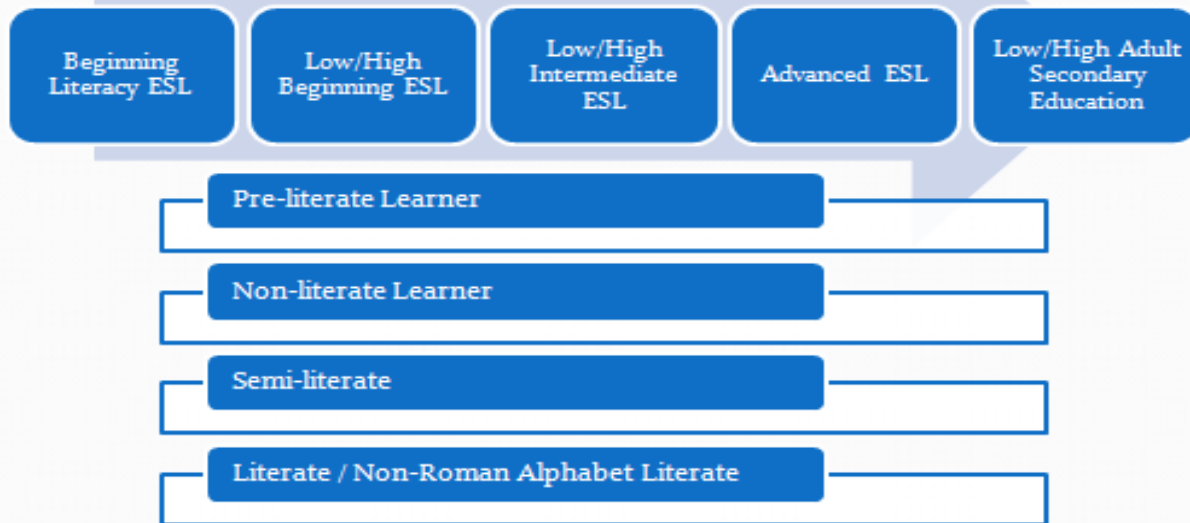 Beginning
Literacy ESL
Low/High
Beginning ESL
Low/High
Intermediate
ESL
Advanced ESL
Low/High Adult
Secondary
Education
Pre-literate Learner
Non-literate Learner
Semi-literate
Literate / Non-Roman Alphabet Literate